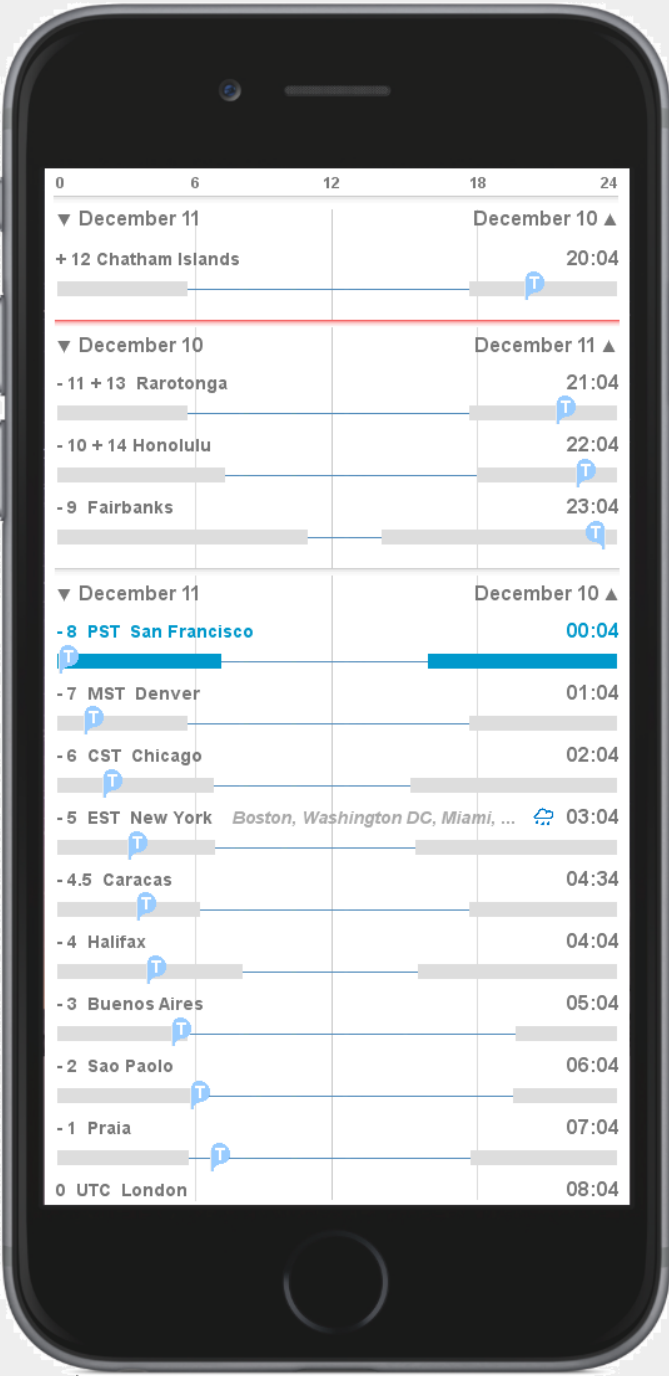 0 6 12 18 24
▼ December 11 December 10 ▲
+ 12 Chatham Islands 20:04
T
▼ December 10 December 11 ▲
- 11 + 13 Rarotonga 21:04
T
- 10 + 14 Honolulu 22:04
T
- 9 Fairbanks 23:04
T
▼ December 11 December 10 ▲
- 8 PST San Francisco 00:04
T
- 7 MST Denver 01:04
T
- 6 CST Chicago 02:04
T
- 5 EST New York Boston, Washington DC, Miami, ... 03:04
T
- 4.5 Caracas 04:34
T
- 4 Halifax 04:04
T
- 3 Buenos Aires 05:04
T
- 2 Sao Paolo 06:04
T
- 1 Praia 07:04
T
0 UTC London 08:04